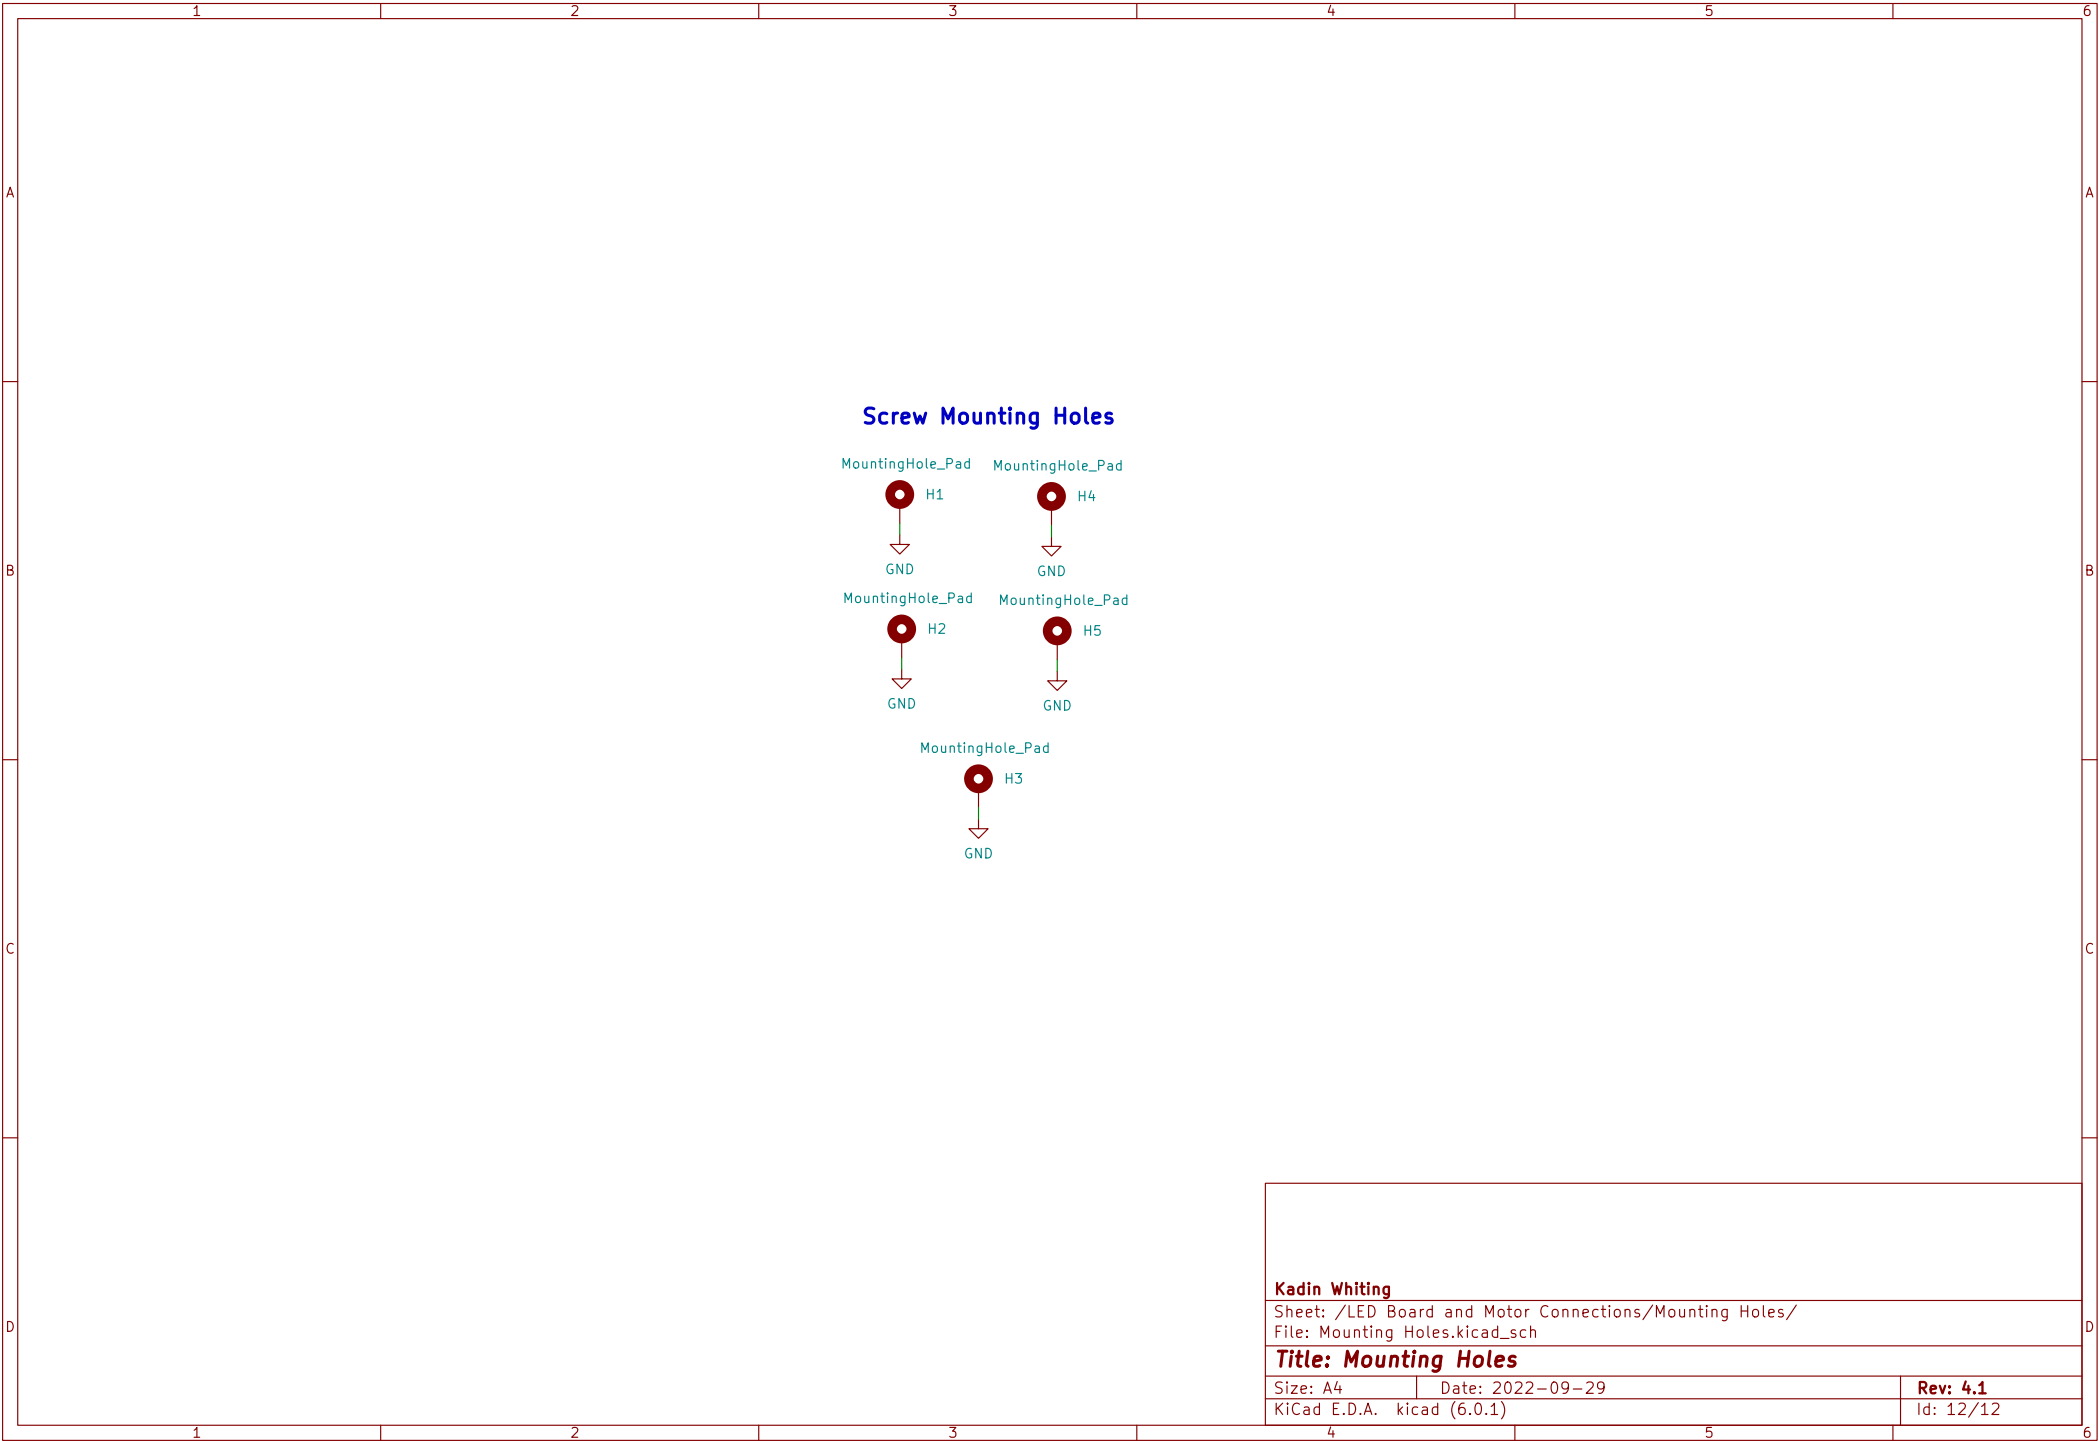 1 2 3 4 5 6
A A
Screw Mounting Holes
MountingHole_Pad MountingHole_Pad
H1 H4
GND GND
B B
MountingHole_Pad MountingHole_Pad
H2 H5
GND GND
MountingHole_Pad
H3
GND
C C
Kadin Whiting
Sheet: /LED Board and Motor Connections/Mounting Holes/
File: Mounting Holes.kicad_sch
D D
Title: Mounting Holes
Size: A4 Date: 2022-09-29 Rev: 4.1
KiCad E.D.A. kicad (6.0.1) Id: 12/12
1 2 3 4 5 6